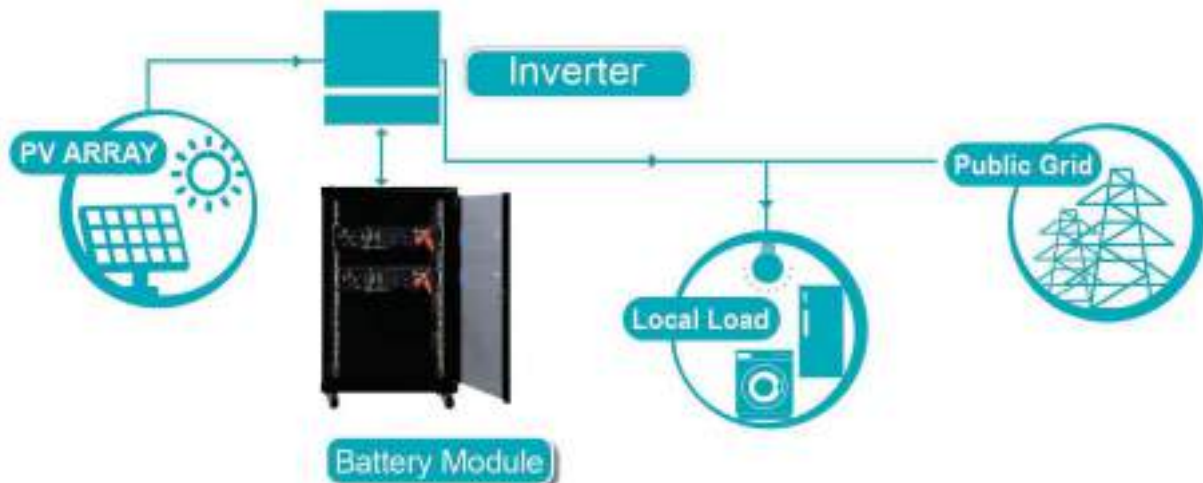 Inverter
PV ARRAY
Public Grid
Local Load
Battery Module